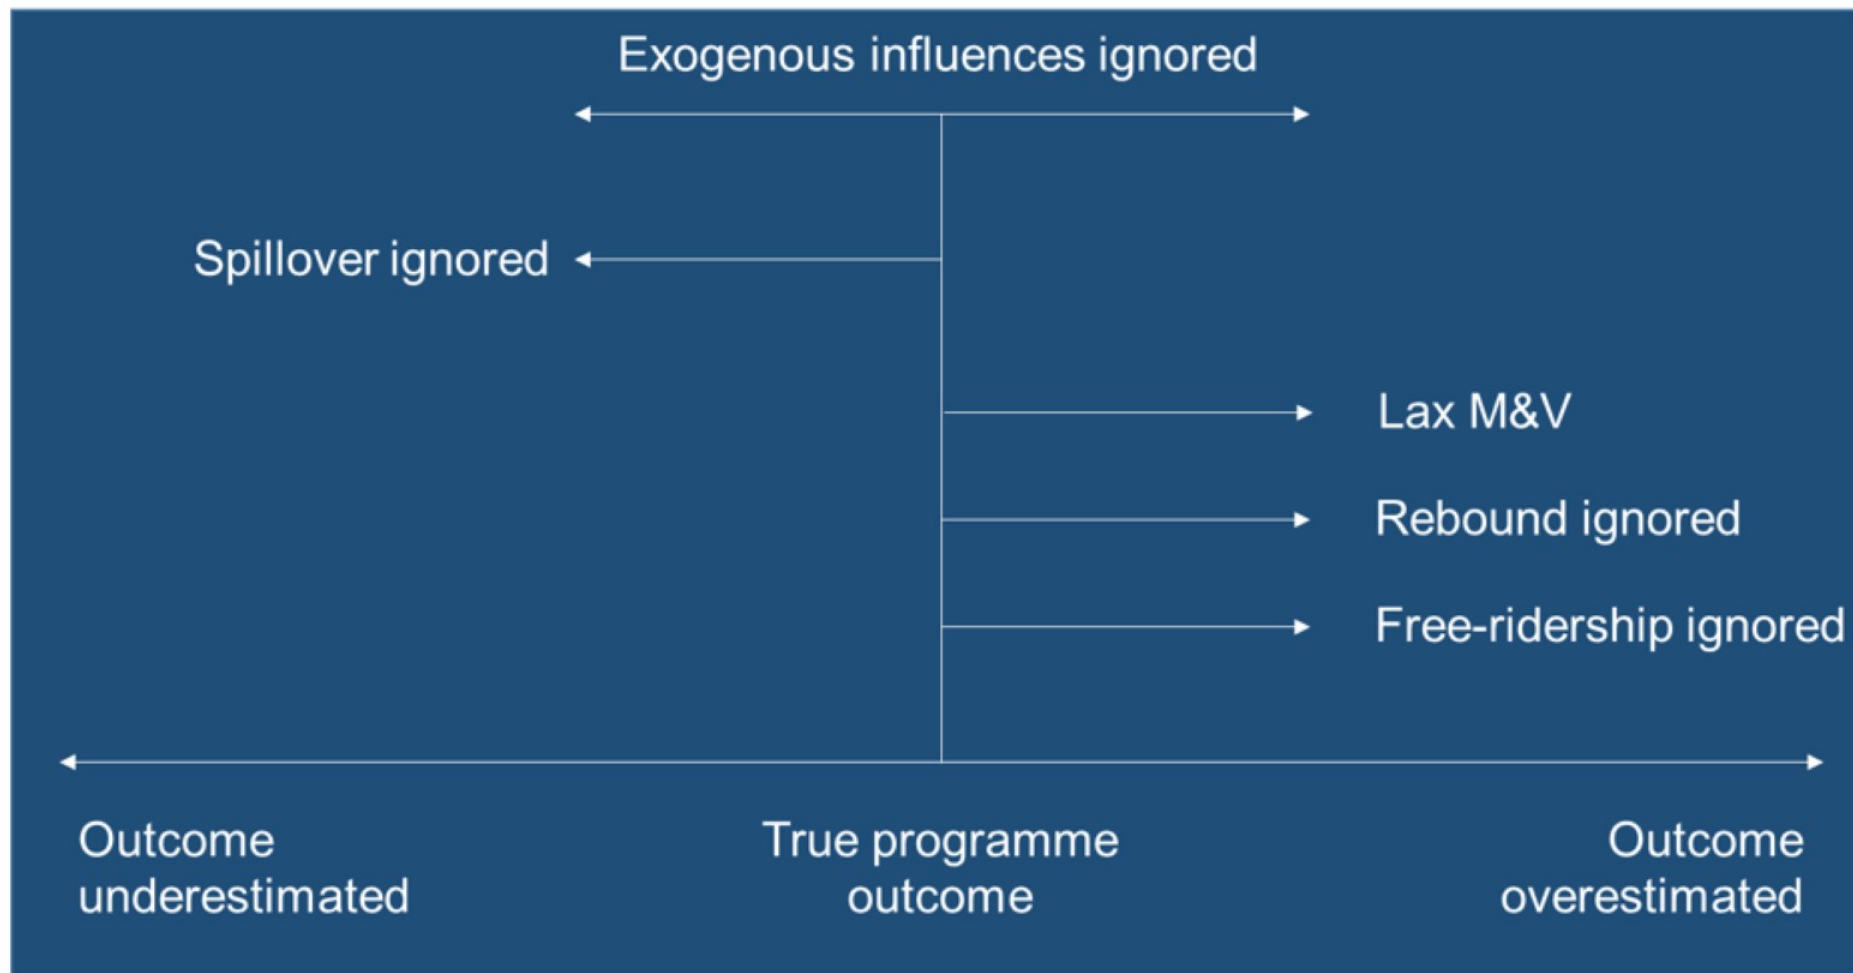 Exogenous influences ignored
Spillover ignored
Lax M&V
Rebound ignored
Free-ridership ignored
Outcome
underestimated
True programme
outcome
Outcome
overestimated